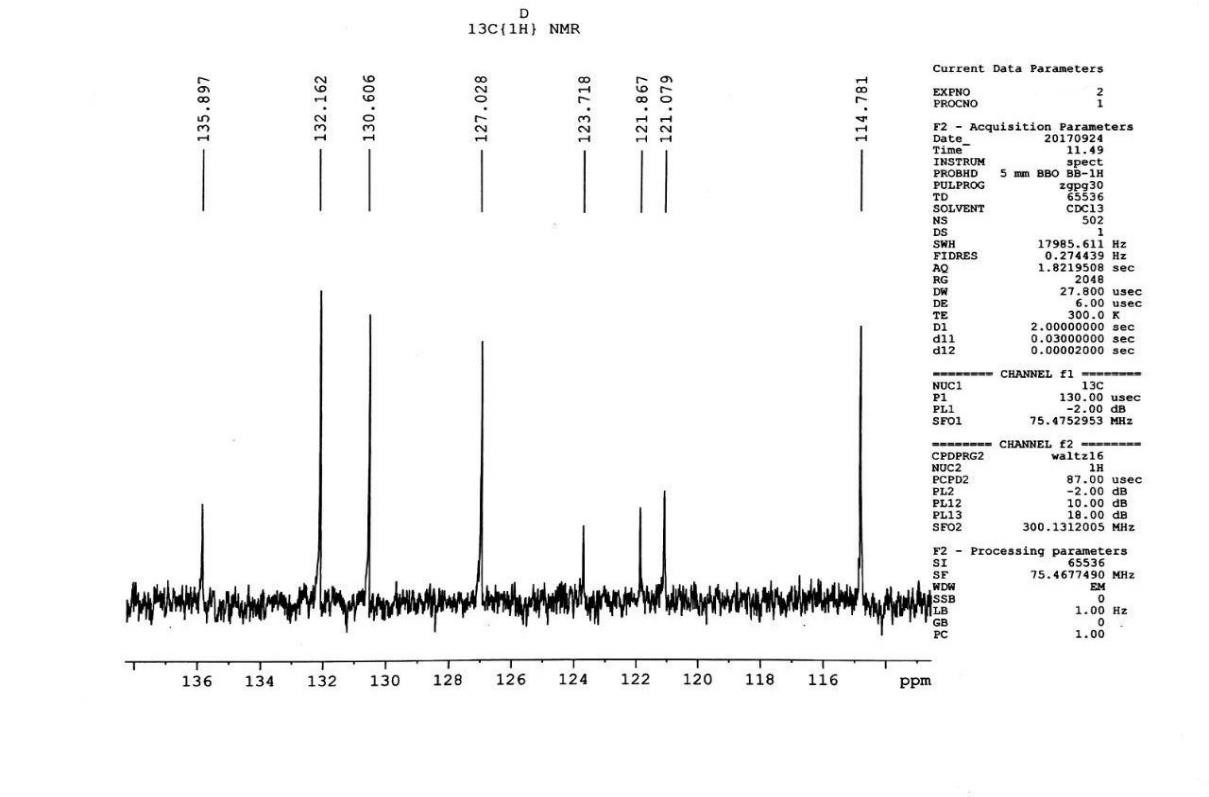 D
13C{1H} NMR
135.897
132.162
130.606
127.028
123.718
121.867
121.079
114.781
136 134 132 130 128 126 124 122 120 118 116 ppm
Current Data Parameters
EXPNO 2
PROCNO 1
F2 - Acquisition Parameters
Date_ 20170924
Time 11.49
INSTRUM spect
PROBHD 5 mm BBO BB-1H
PULPROG zgpg30
TD 65536
SOLVENT CDCl3
NS 502
DS 1
SWH 17985.611 Hz
FIDRES 0.274439 Hz
AQ 1.8219508 sec
RG 2048
DW 27.800 usec
DE 6.00 usec
TE 300.0 K
D1 2.00000000 sec
d11 0.03000000 sec
d12 0.00002000 sec
======== CHANNEL f1 ========
NUC1 13C
P1 130.00 usec
PL1 -2.00 dB
SFO1 75.4752953 MHz
======== CHANNEL f2 ========
CPDPRG2 waltz16
NUC2 1H
PCPD2 87.00 usec
PL2 -2.00 dB
PL12 10.00 dB
PL13 18.00 dB
SFO2 300.1312005 MHz
F2 - Processing parameters
SI 65536
SF 75.4677490 MHz
WDW EM
SSB 0
LB 1.00 Hz
GB 0
PC 1.00